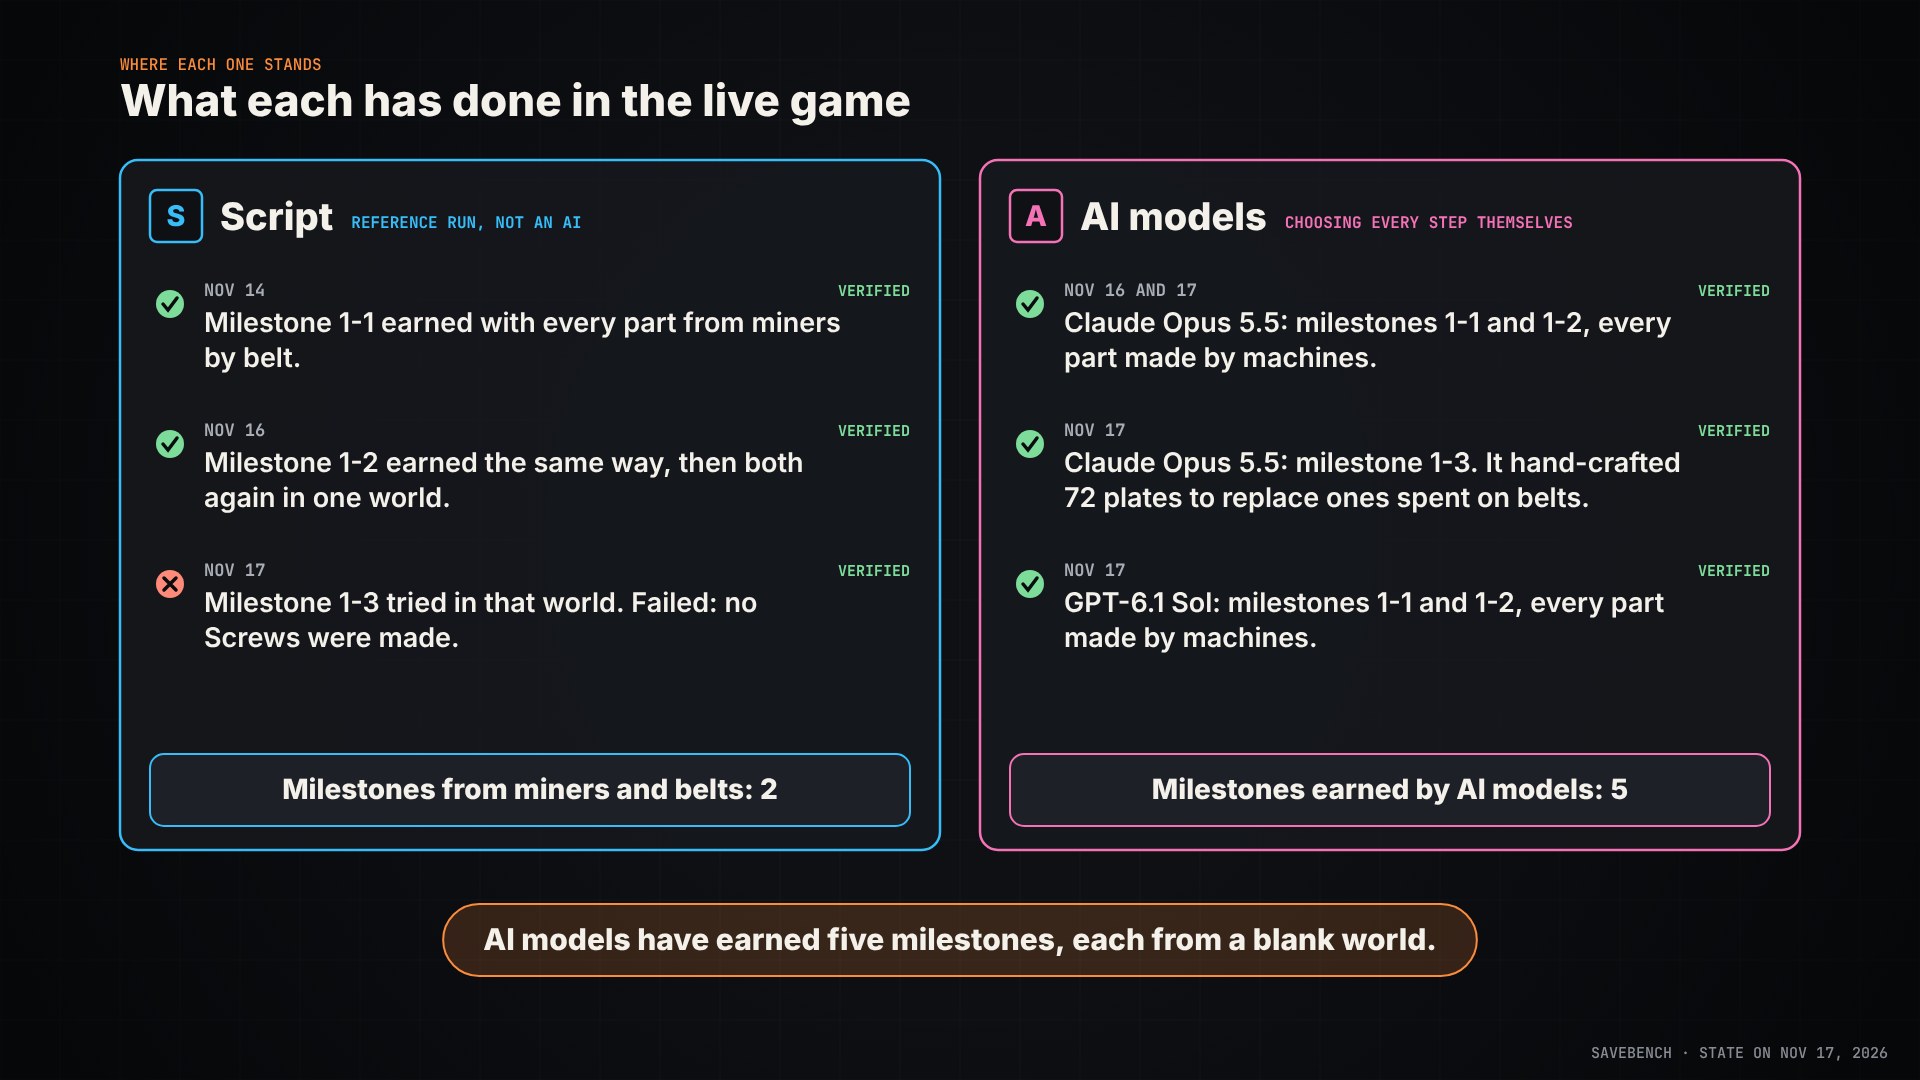 WHERE EACH ONE STANDS
What each has done in the live game
S
Script
REFERENCE RUN, NOT AN AI
NOV 14
VERIFIED
Milestone 1-1 earned with every part from miners
by belt.
NOV 16
VERIFIED
Milestone 1-2 earned the same way, then both
again in one world.
NOV 17
VERIFIED
Milestone 1-3 tried in that world. Failed: no
Screws were made.
Milestones from miners and belts: 2
A
AI models
CHOOSING EVERY STEP THEMSELVES
NOV 16 AND 17
VERIFIED
Claude Opus 5.5: milestones 1-1 and 1-2, every
part made by machines.
NOV 17
VERIFIED
Claude Opus 5.5: milestone 1-3. It hand-crafted
72 plates to replace ones spent on belts.
NOV 17
VERIFIED
GPT-6.1 Sol: milestones 1-1 and 1-2, every part
made by machines.
Milestones earned by AI models: 5
AI models have earned five milestones, each from a blank world.
SAVEBENCH · STATE ON NOV 17, 2026